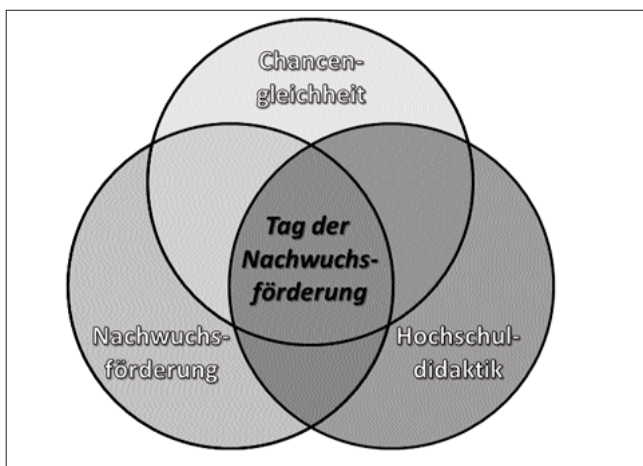 Chancen-
gleichheit
Tag der
Nachwuchs-
förderung
Nachwuchs-
förderung
Hochschul-
didaktik